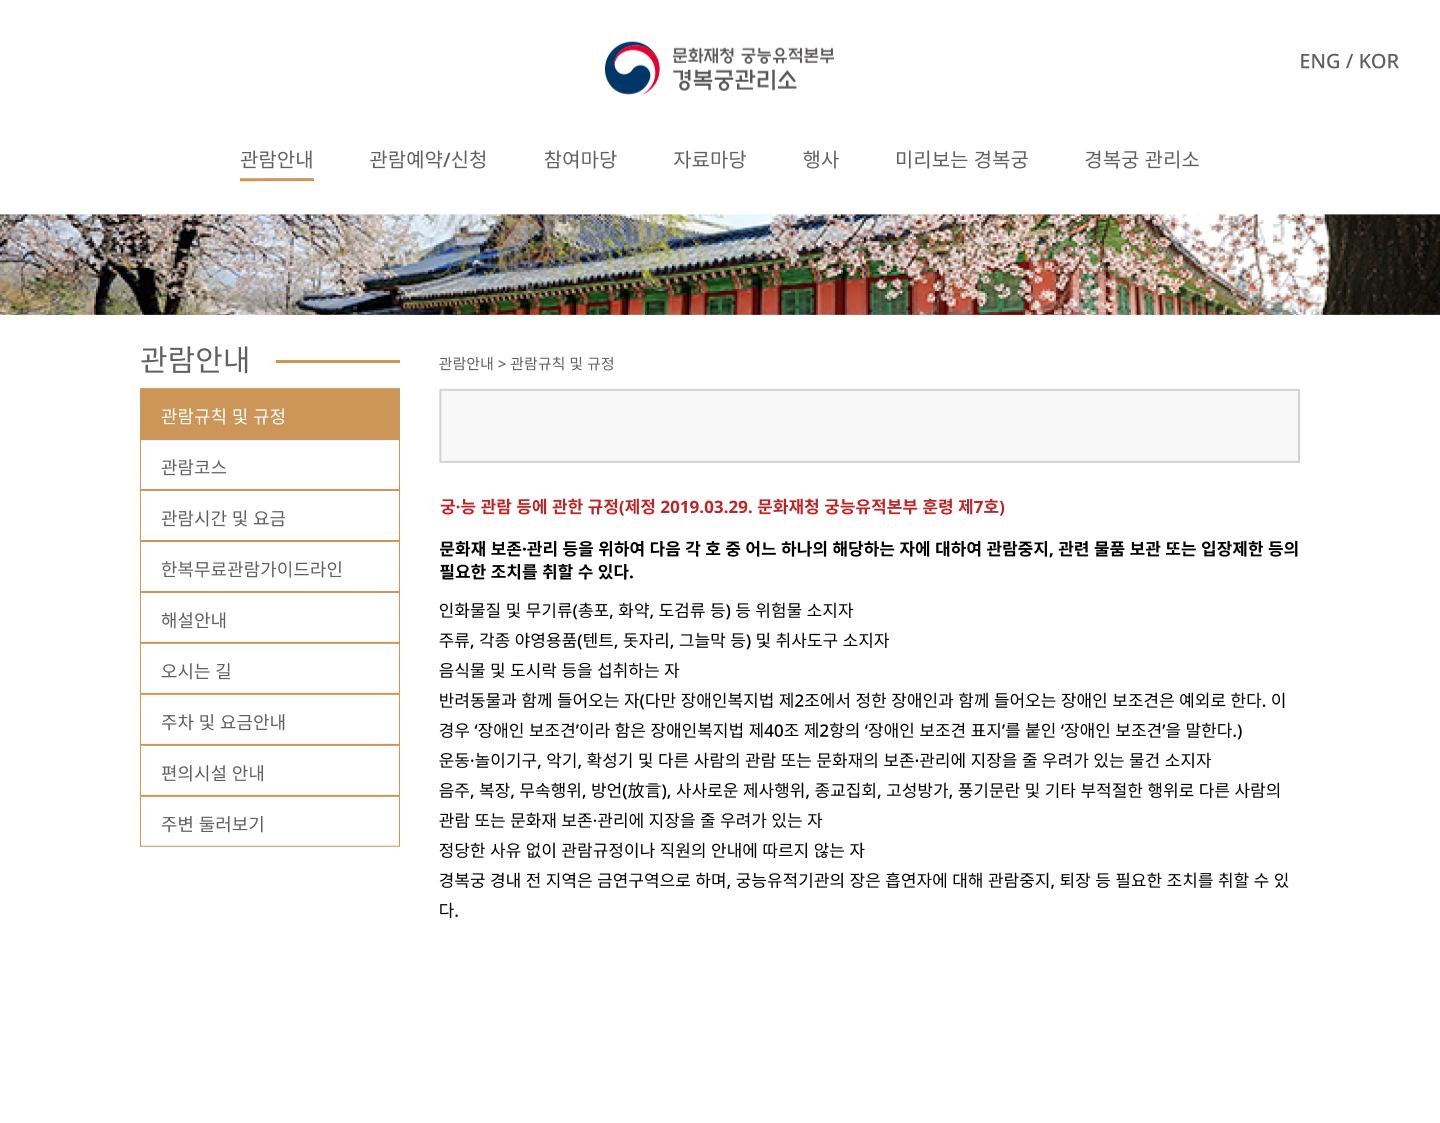 문화재청 궁능유적본부
경복궁관리소
ENG / KOR
관람안내 관람예약/신청 참여마당 자료마당 행사 미리보는 경복궁 경복궁 관리소
관람안내
관람규칙 및 규정
관람코스
관람시간 및 요금
한복무료관람가이드라인
해설안내
오시는 길
주차 및 요금안내
편의시설 안내
주변 둘러보기
관람안내 > 관람규칙 및 규정
궁·능 관람 등에 관한 규정(제정 2019.03.29. 문화재청 궁능유적본부 훈령 제7호)
문화재 보존·관리 등을 위하여 다음 각 호 중 어느 하나의 해당하는 자에 대하여 관람중지, 관련 물품 보관 또는 입장제한 등의
필요한 조치를 취할 수 있다.
인화물질 및 무기류(총포, 화약, 도검류 등) 등 위험물 소지자
주류, 각종 야영용품(텐트, 돗자리, 그늘막 등) 및 취사도구 소지자
음식물 및 도시락 등을 섭취하는 자
반려동물과 함께 들어오는 자(다만 장애인복지법 제2조에서 정한 장애인과 함께 들어오는 장애인 보조견은 예외로 한다. 이
경우 ‘장애인 보조견’이라 함은 장애인복지법 제40조 제2항의 ‘장애인 보조견 표지’를 붙인 ‘장애인 보조견’을 말한다.)
운동·놀이기구, 악기, 확성기 및 다른 사람의 관람 또는 문화재의 보존·관리에 지장을 줄 우려가 있는 물건 소지자
음주, 복장, 무속행위, 방언(放言), 사사로운 제사행위, 종교집회, 고성방가, 풍기문란 및 기타 부적절한 행위로 다른 사람의
관람 또는 문화재 보존·관리에 지장을 줄 우려가 있는 자
정당한 사유 없이 관람규정이나 직원의 안내에 따르지 않는 자
경복궁 경내 전 지역은 금연구역으로 하며, 궁능유적기관의 장은 흡연자에 대해 관람중지, 퇴장 등 필요한 조치를 취할 수 있
다.